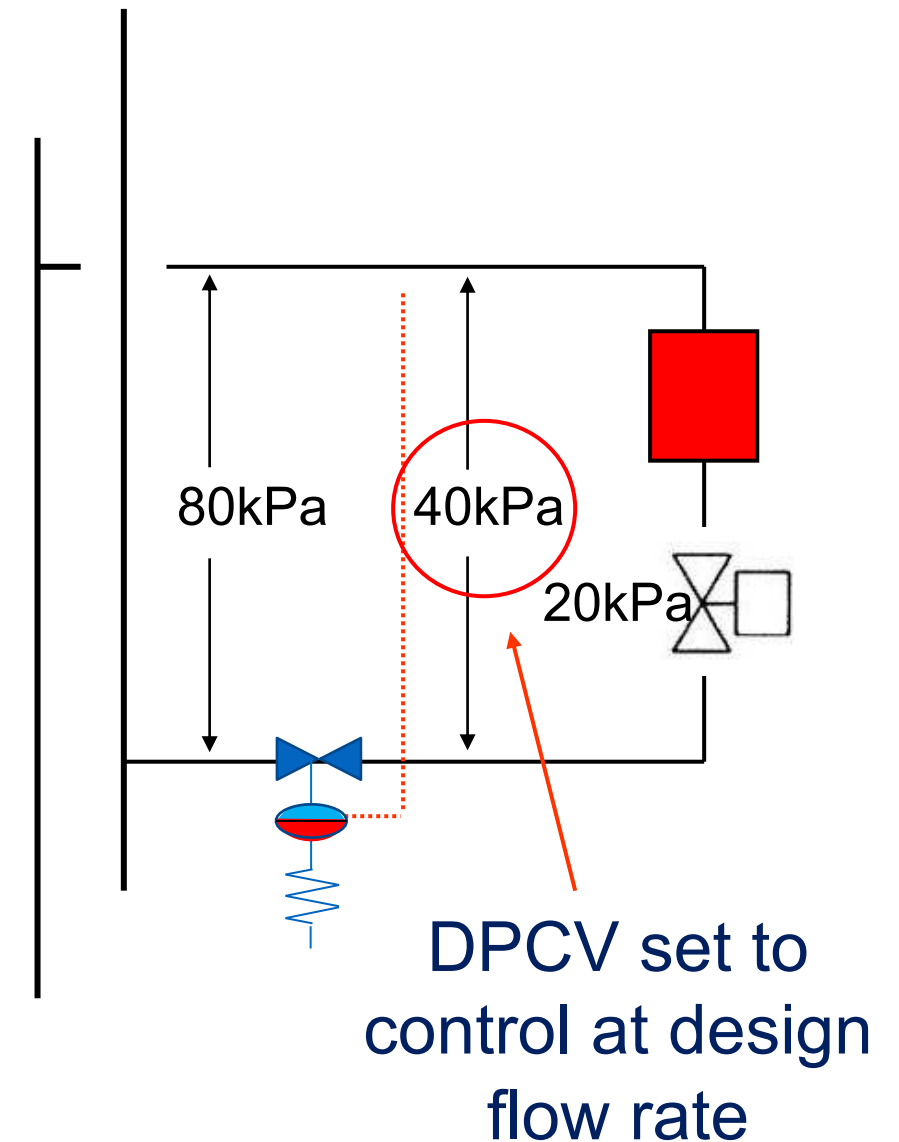 80kPa
40kPa
20kPa
DPCV set to
control at design
flow rate